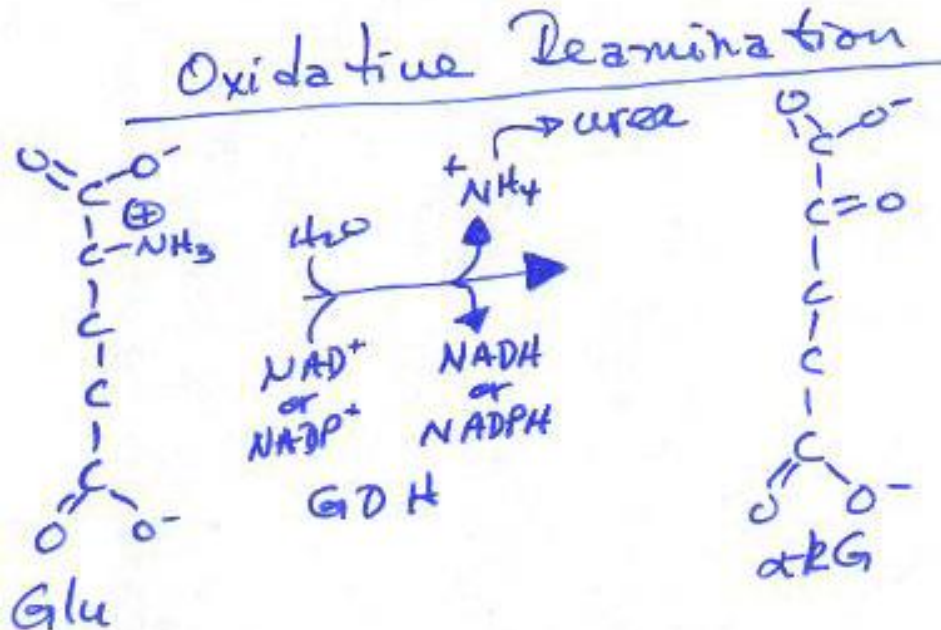 Oxidative Deamination
O=C-O⁻
C-NH₃ ⊕
C
C
C
O O⁻
Glu
H₂O
NAD⁺
or
NADP⁺
GDH
⁺NH₄ → urea
NADH
or
NADPH
O=C-O⁻
C=O
C
C
C
O O⁻
αkG